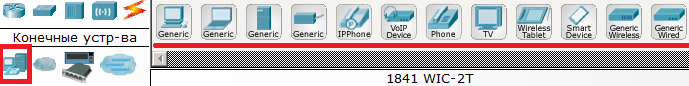 Конечные устр-ва
Generic Generic Generic Generic IPPhone VoIP Device Phone TV Wireless Tablet Smart Device Generic Wireless Generic Wired
1841 WIC-2T